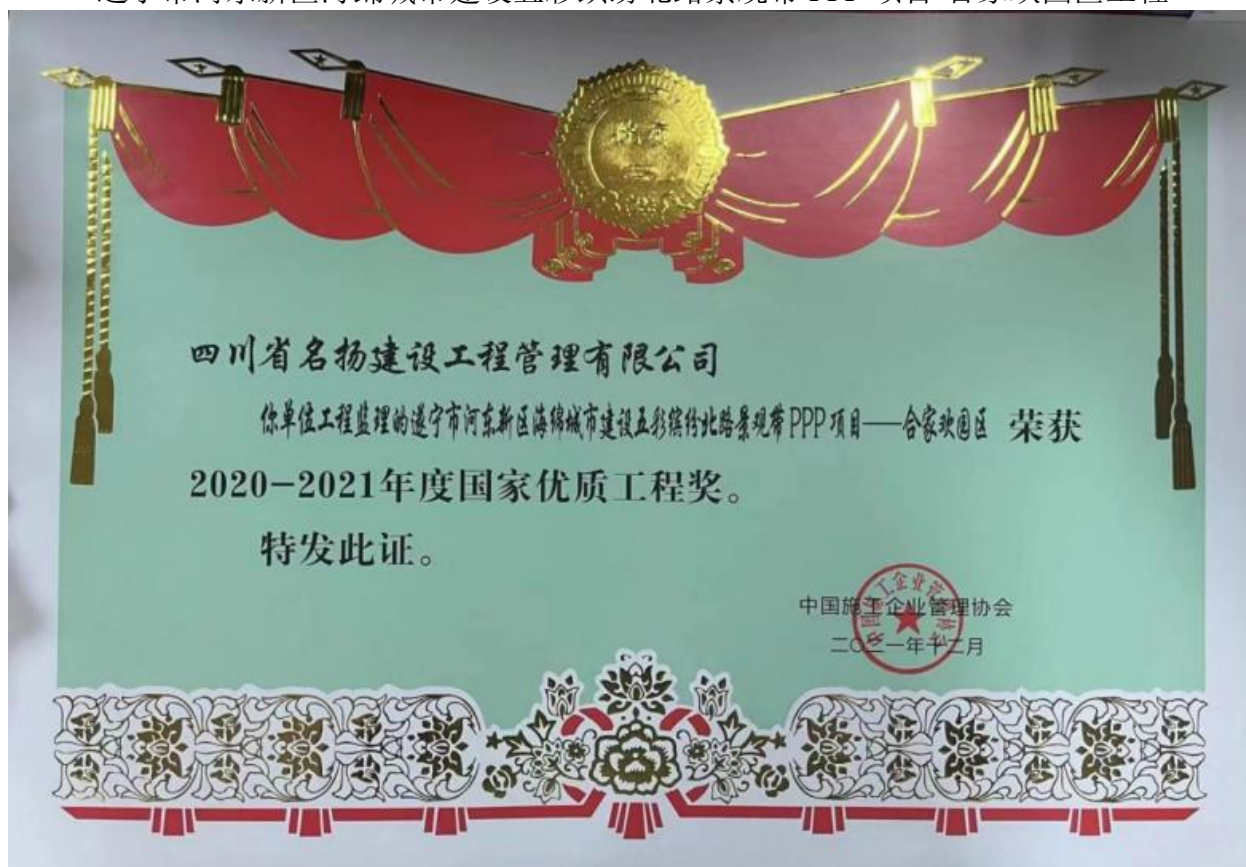 四川省名扬建设工程管理有限公司
你单位工程监理的遂宁市河东新区海绵城市建设五彩缤纷北路景观带PPP项目——合家欢园区 荣获
2020-2021年度国家优质工程奖。
特发此证。
中国施工企业管理协会
二〇二一年十二月